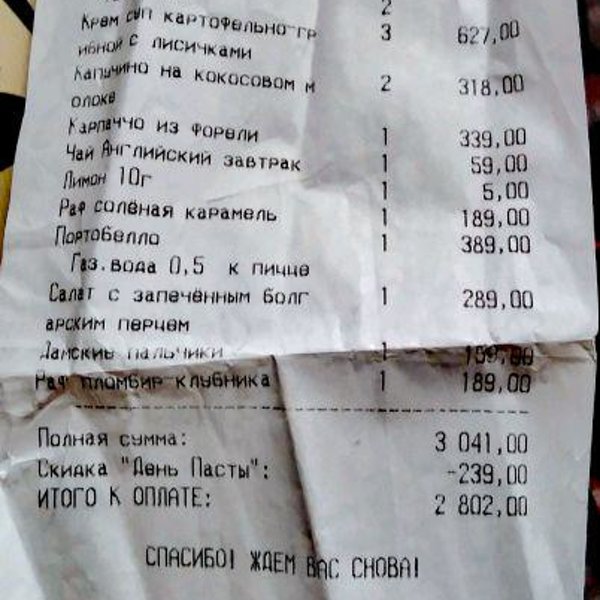 2
Крем суп картофельно-гр 3 627,00
ибной с лисичками
Капучино на кокосовом м 2 318,00
олоке
Карпаччо из форели 1 339,00
Чай Английский завтрак 1 59,00
Лимон 10г 1 5,00
Раф солёная карамель 1 189,00
Портобелло 1 389,00
Газ.вода 0,5 к пицце
Салат с запечённым болг 1 289,00
арским перцем
Дамские пальчики 1
Раф пломбир клубника 1 189,00
Полная сумма: 3 041,00
Скидка "День Пасты": -239,00
ИТОГО К ОПЛАТЕ: 2 802,00
СПАСИБО! ЖДЕМ ВАС СНОВА!